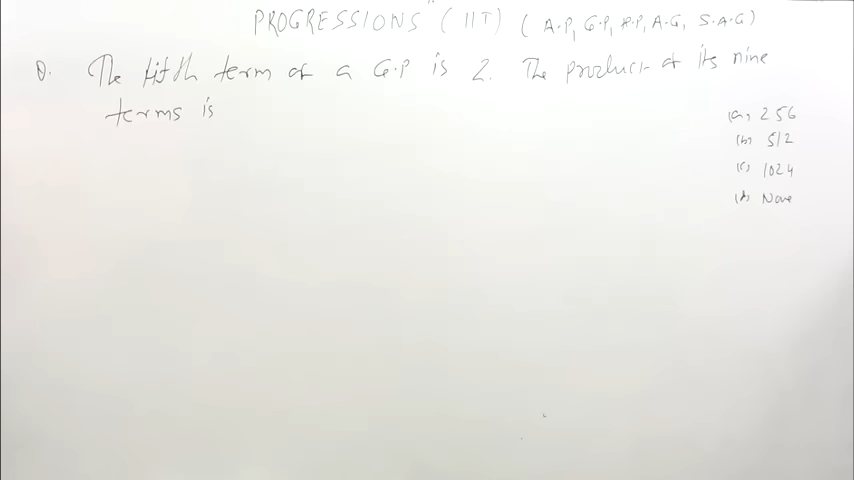 PROGRESSIONS" (IIT) (A.P, G.P, H.P, A.G, S.A.G)
Q. The fifth term of a G.P is 2. The product of its nine
terms is
(a) 256
(b) 512
(c) 1024
(d) None